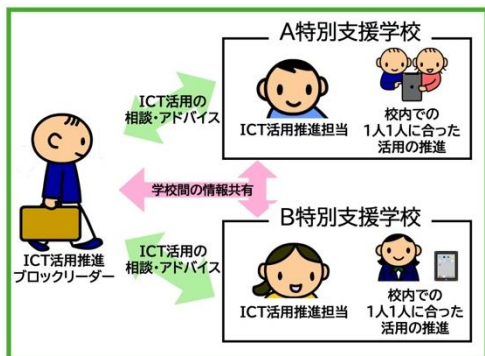 A特別支援学校
ICT活用の
相談・アドバイス
ICT活用推進担当
校内での
1人1人に合った
活用の推進
学校間の情報共有
ICT活用推進
ブロックリーダー
B特別支援学校
ICT活用の
相談・アドバイス
ICT活用推進担当
校内での
1人1人に合った
活用の推進